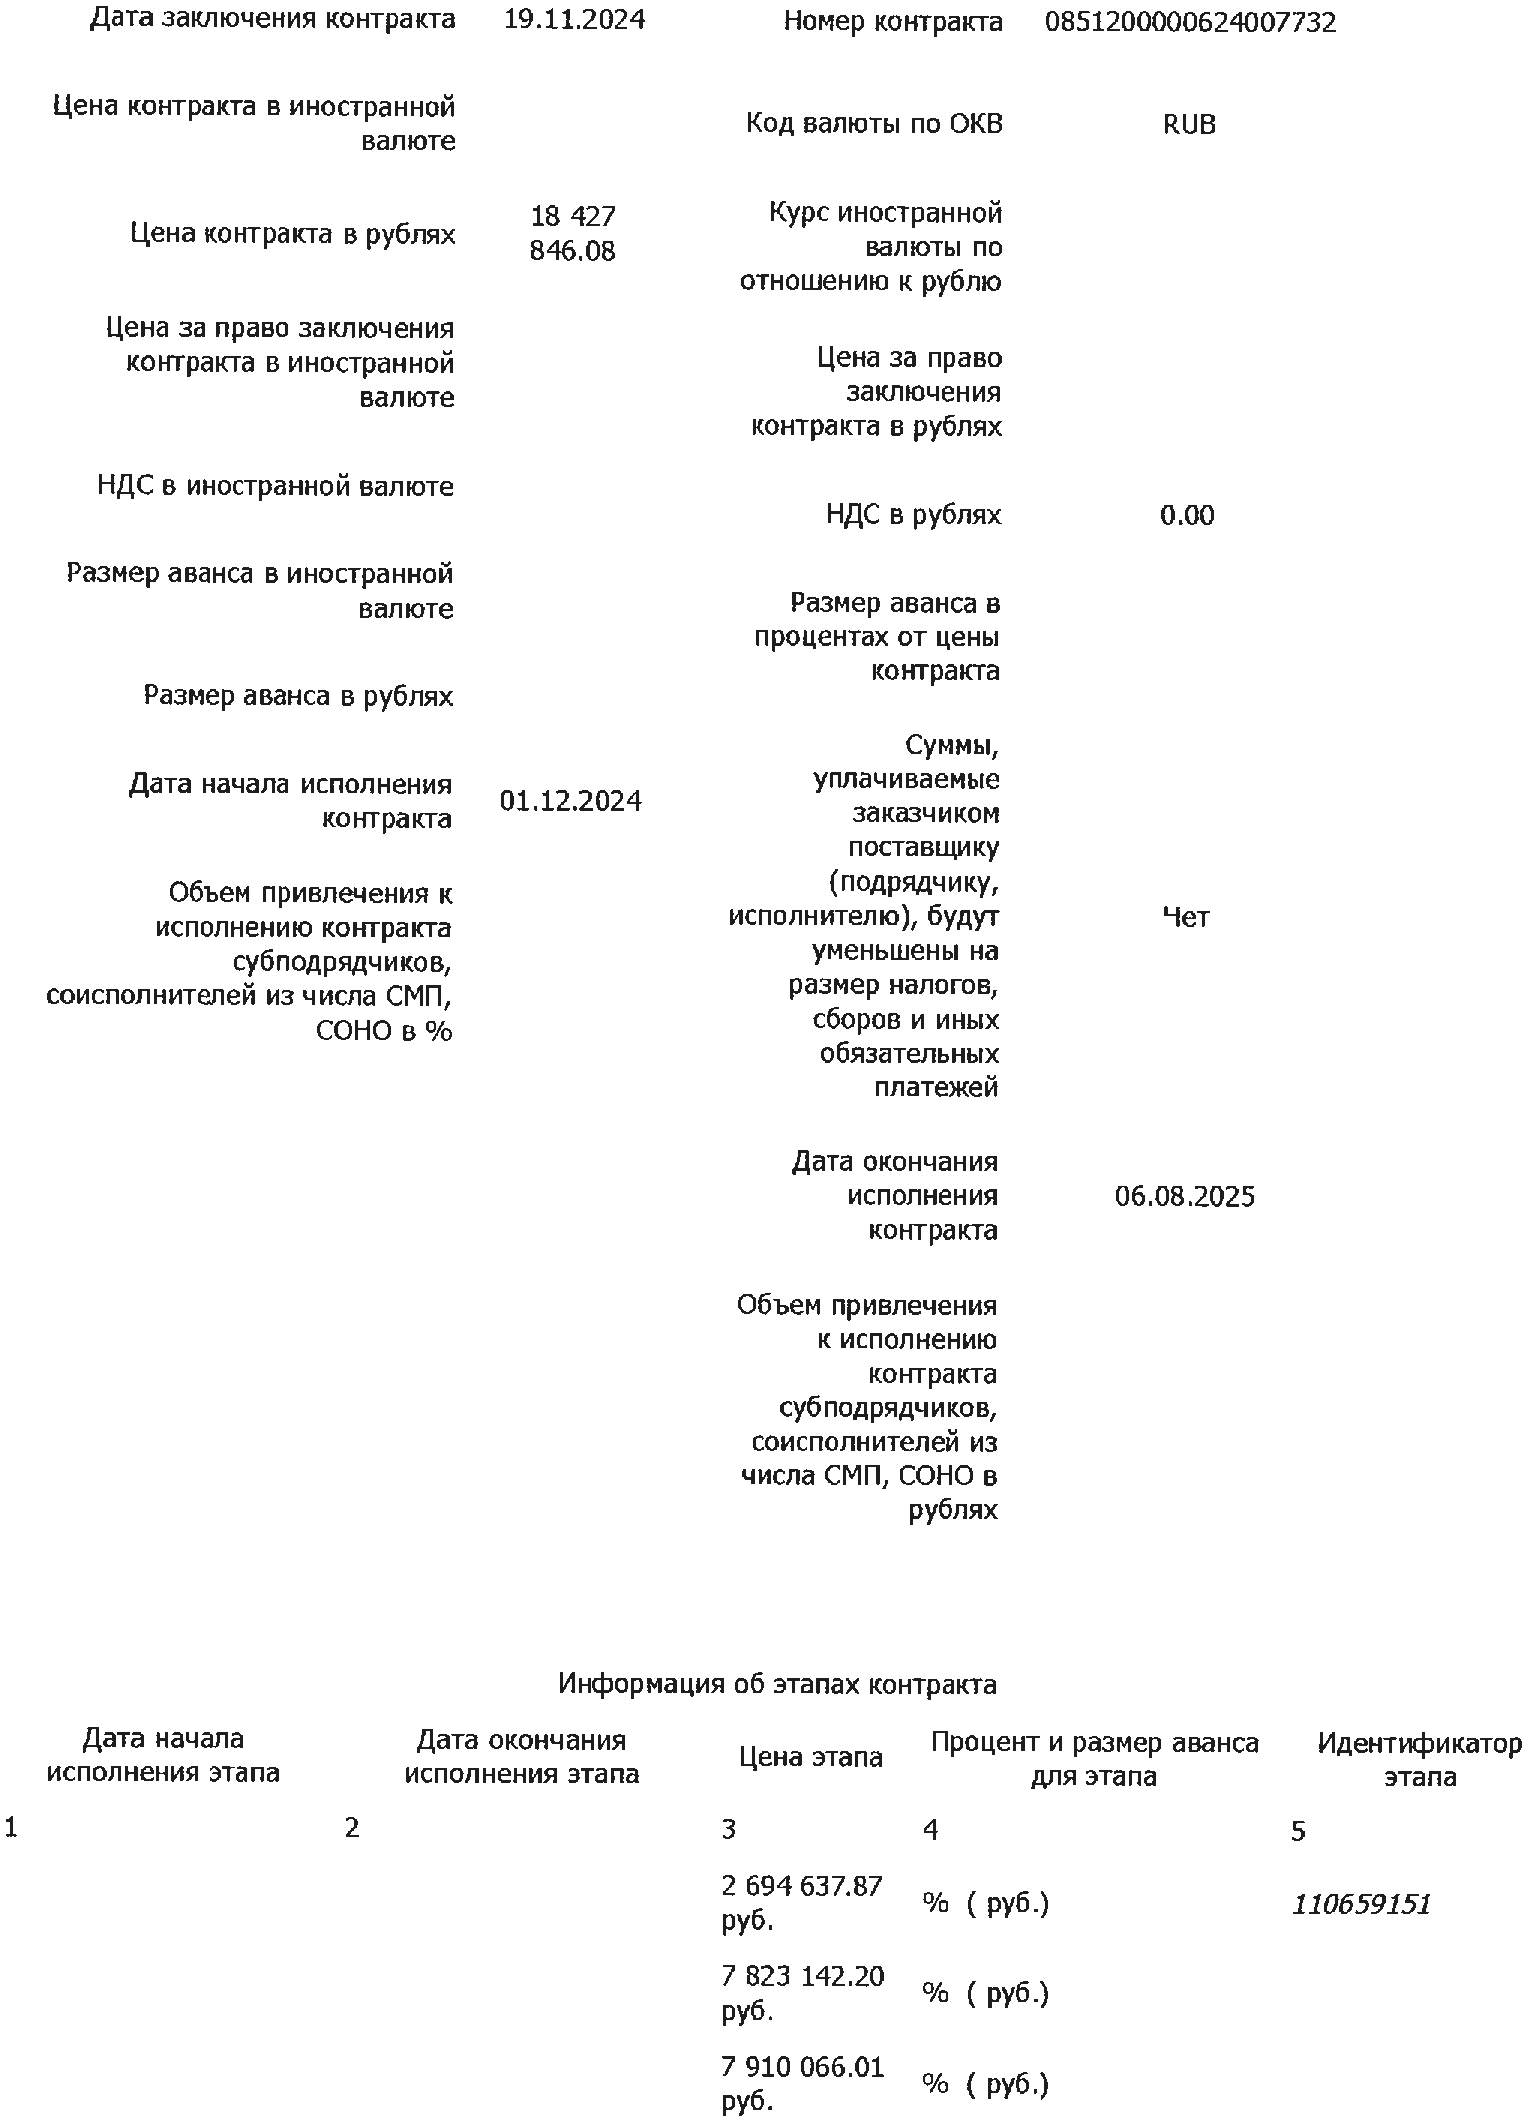 Дата заключения контракта 19.11.2024
Цена контракта в иностранной
валюте
Цена контракта в рублях 18 427
846.08
Цена за право заключения
контракта в иностранной
валюте
НДС в иностранной валюте
Размер аванса в иностранной
валюте
Размер аванса в рублях
Дата начала исполнения
контракта 01.12.2024
Объем привлечения к
исполнению контракта
субподрядчиков,
соисполнителей из числа СМП,
СОНО в %
Номер контракта 0851200000624007732
Код валюты по ОКВ RUB
Курс иностранной
валюты по
отношению к рублю
Цена за право
заключения
контракта в рублях
НДС в рублях 0.00
Размер аванса в
процентах от цены
контракта
Суммы,
уплачиваемые
заказчиком
поставщику
(подрядчику,
исполнителю), будут Чет
уменьшены на
размер налогов,
сборов и иных
обязательных
платежей
Дата окончания
исполнения 06.08.2025
контракта
Объем привлечения
к исполнению
контракта
субподрядчиков,
соисполнителей из
числа СМП, СОНО в
рублях
Информация об этапах контракта
Дата начала
исполнения этапа
Дата окончания
исполнения этапа
Цена этапа
Процент и размер аванса
для этапа
Идентификатор
этапа
1 2 3 4 5
2 694 637.87
руб. % ( руб.) 110659151
7 823 142.20
руб. % ( руб.)
7 910 066.01
руб. % ( руб.)